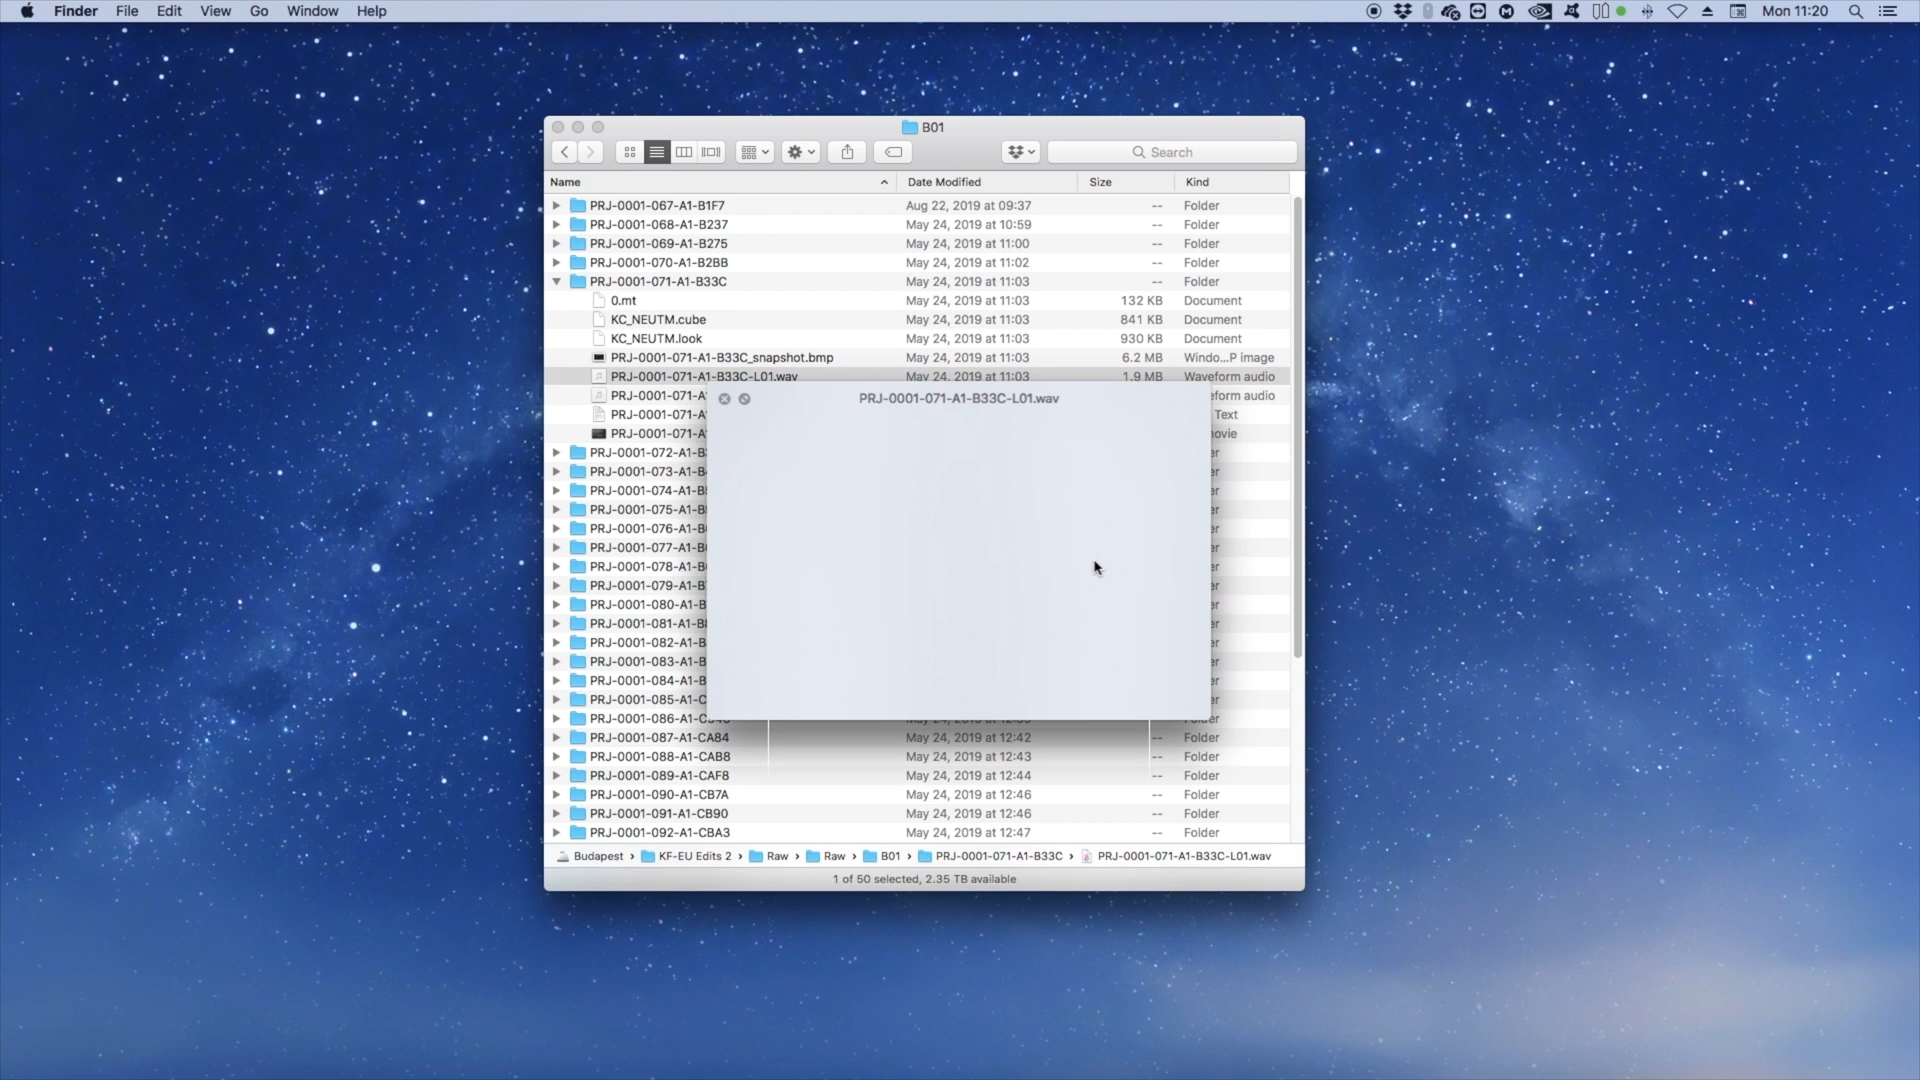 Finder File Edit View Go Window Help Mon 11:20
B01
Search
Name Date Modified Size Kind
PRJ-0001-067-A1-B1F7 Aug 22, 2019 at 09:37 -- Folder
PRJ-0001-068-A1-B237 May 24, 2019 at 10:59 -- Folder
PRJ-0001-069-A1-B275 May 24, 2019 at 11:00 -- Folder
PRJ-0001-070-A1-B2BB May 24, 2019 at 11:02 -- Folder
PRJ-0001-071-A1-B33C May 24, 2019 at 11:03 -- Folder
0.mt May 24, 2019 at 11:03 132 KB Document
KC_NEUTM.cube May 24, 2019 at 11:03 841 KB Document
KC_NEUTM.look May 24, 2019 at 11:03 930 KB Document
PRJ-0001-071-A1-B33C_snapshot.bmp May 24, 2019 at 11:03 6.2 MB Windo...P image
PRJ-0001-071-A1-B33C-L01.wav May 24, 2019 at 11:03 1.9 MB Waveform audio
PRJ-0001-071-A1 eform audio
PRJ-0001-071-A1-B33C-L01.wav
PRJ-0001-071-A1 Text
PRJ-0001-071-A1 ovie
PRJ-0001-072-A1-B er
PRJ-0001-073-A1-B er
PRJ-0001-074-A1-B er
PRJ-0001-075-A1-B er
PRJ-0001-076-A1-B er
PRJ-0001-077-A1-B er
PRJ-0001-078-A1-B er
PRJ-0001-079-A1-B er
PRJ-0001-080-A1-B er
PRJ-0001-081-A1-B er
PRJ-0001-082-A1-B er
PRJ-0001-083-A1-B er
PRJ-0001-084-A1-B er
PRJ-0001-085-A1-C er
PRJ-0001-086-A1- Folder
PRJ-0001-087-A1-CA84 May 24, 2019 at 12:42 -- Folder
PRJ-0001-088-A1-CAB8 May 24, 2019 at 12:43 -- Folder
PRJ-0001-089-A1-CAF8 May 24, 2019 at 12:44 -- Folder
PRJ-0001-090-A1-CB7A May 24, 2019 at 12:46 -- Folder
PRJ-0001-091-A1-CB90 May 24, 2019 at 12:46 -- Folder
PRJ-0001-092-A1-CBA3 May 24, 2019 at 12:47 -- Folder
Budapest › KF-EU Edits 2 › Raw › Raw › B01 › PRJ-0001-071-A1-B33C › PRJ-0001-071-A1-B33C-L01.wav
1 of 50 selected, 2.35 TB available